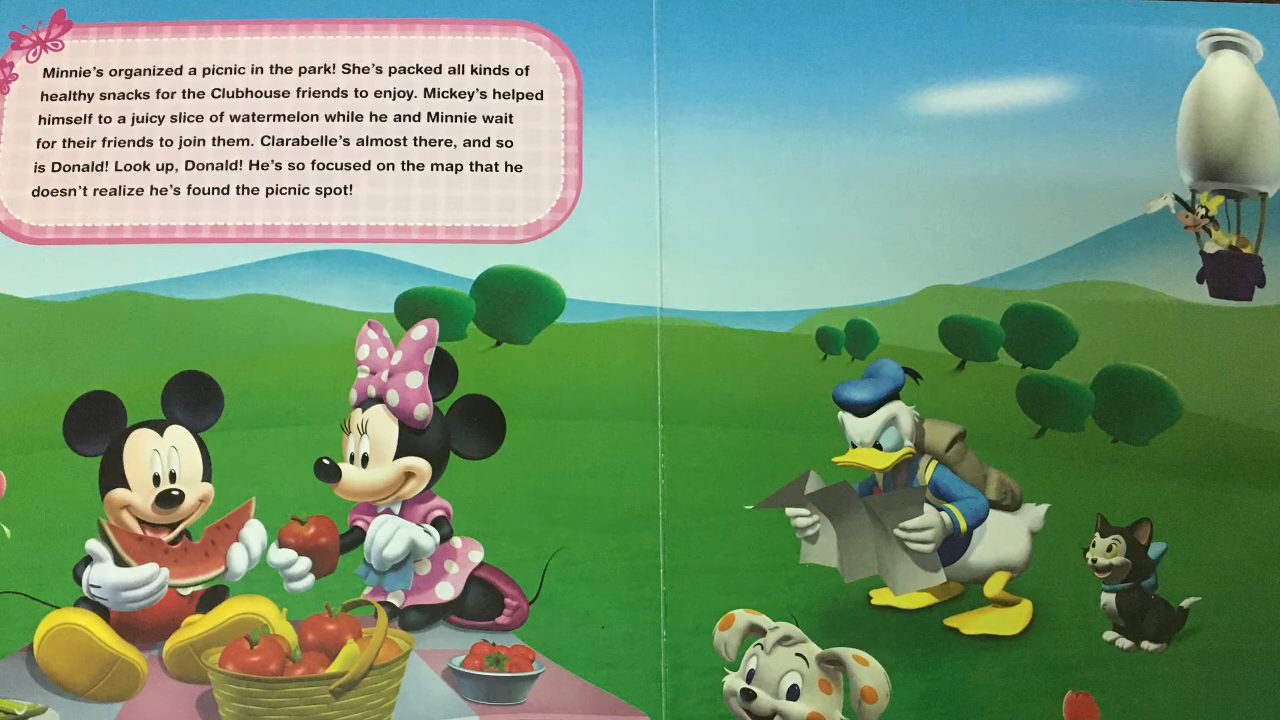 Minnie's organized a picnic in the park! She's packed all kinds of
healthy snacks for the Clubhouse friends to enjoy. Mickey's helped
himself to a juicy slice of watermelon while he and Minnie wait
for their friends to join them. Clarabelle's almost there, and so
is Donald! Look up, Donald! He's so focused on the map that he
doesn't realize he's found the picnic spot!